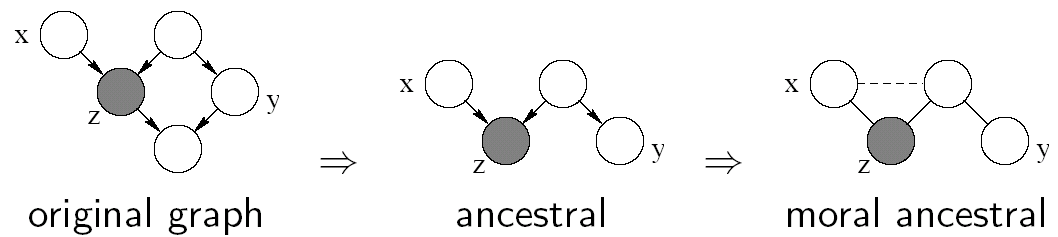 x
z
y
⇒
x
z
y
⇒
x
z
y
original graph
ancestral
moral ancestral